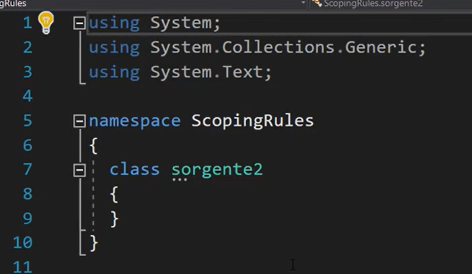 gRules
ScopingRules.sorgente2
1 using System;
2 using System.Collections.Generic;
3 using System.Text;
4
5 namespace ScopingRules
6 {
7 class sorgente2
8 {
9 }
10 }
11